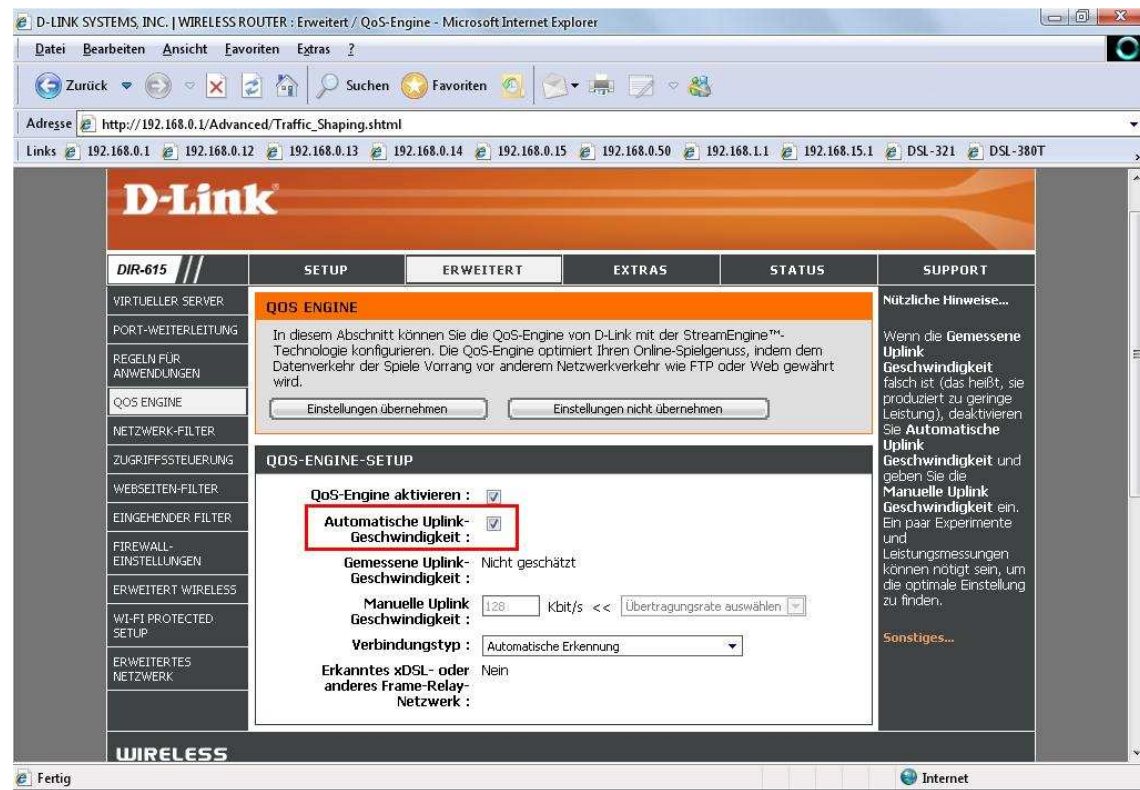 D-LINK SYSTEMS, INC. | WIRELESS ROUTER : Erweitert / QoS-Engine - Microsoft Internet Explorer
Datei Bearbeiten Ansicht Favoriten Extras ?
Zurück Suchen Favoriten
Adresse http://192.168.0.1/Advanced/Traffic_Shaping.shtml
Links 192.168.0.1 192.168.0.12 192.168.0.13 192.168.0.14 192.168.0.15 192.168.0.50 192.168.1.1 192.168.15.1 DSL-321 DSL-380T
D-Link®
DIR-615 SETUP ERWEITERT EXTRAS STATUS SUPPORT
VIRTUELLER SERVER
PORT-WEITERLEITUNG
REGELN FÜR
ANWENDUNGEN
QOS ENGINE
NETZWERK-FILTER
ZUGRIFFSSTEUERUNG
WEBSEITEN-FILTER
EINGEHENDER FILTER
FIREWALL-
EINSTELLUNGEN
ERWEITERT WIRELESS
WI-FI PROTECTED
SETUP
ERWEITERTES
NETZWERK
QOS ENGINE
In diesem Abschnitt können Sie die QoS-Engine von D-Link mit der StreamEngine™-
Technologie konfigurieren. Die QoS-Engine optimiert Ihren Online-Spielgenuss, indem dem
Datenverkehr der Spiele Vorrang vor anderem Netzwerkverkehr wie FTP oder Web gewährt
wird.
Einstellungen übernehmen Einstellungen nicht übernehmen
QOS-ENGINE-SETUP
QoS-Engine aktivieren :
Automatische Uplink-
Geschwindigkeit :
Gemessene Uplink- Nicht geschätzt
Geschwindigkeit :
Manuelle Uplink 128 Kbit/s << Übertragungsrate auswählen
Geschwindigkeit :
Verbindungstyp : Automatische Erkennung
Erkanntes xDSL- oder Nein
anderes Frame-Relay-
Netzwerk :
Nützliche Hinweise...
Wenn die Gemessene
Uplink
Geschwindigkeit
falsch ist (das heißt, sie
produziert zu geringe
Leistung), deaktivieren
Sie Automatische
Uplink
Geschwindigkeit und
geben Sie die
Manuelle Uplink
Geschwindigkeit ein.
Ein paar Experimente
und
Leistungsmessungen
können nötigt sein, um
die optimale Einstellung
zu finden.
Sonstiges...
WIRELESS
Fertig Internet